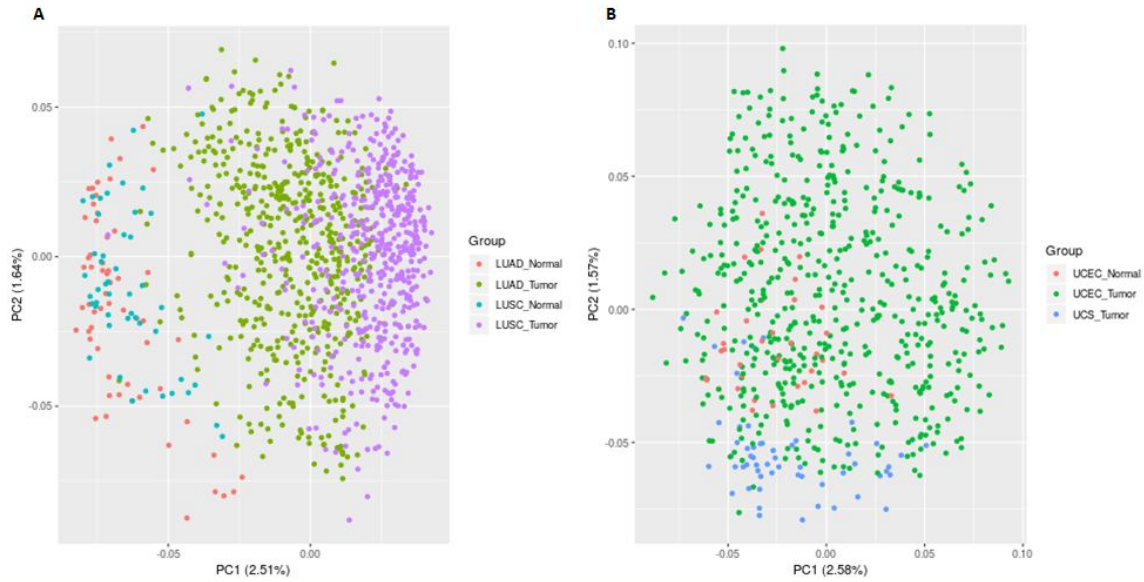 A
0.05
0.00
-0.05
PC2 (1.64%)
-0.05
0.00
PC1 (2.51%)
Group
LUAD_Normal
LUAD_Tumor
LUSC_Normal
LUSC_Tumor
B
0.10
0.05
0.00
-0.05
PC2 (1.57%)
-0.05
0.00
0.05
0.10
PC1 (2.58%)
Group
UCEC_Normal
UCEC_Tumor
UCS_Tumor